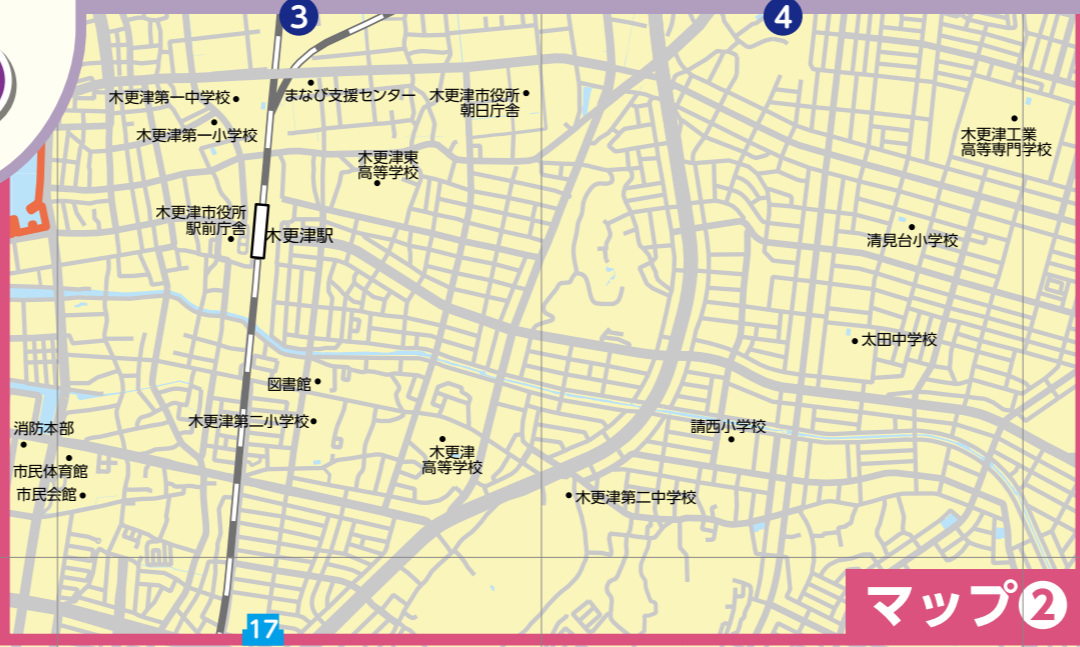 3
4
木更津第一中学校
まなび支援センター
木更津市役所
朝日庁舎
木更津第一小学校
木更津工業
高等専門学校
木更津東
高等学校
木更津市役所
駅前庁舎
木更津駅
清見台小学校
太田中学校
図書館
木更津第二小学校
消防本部
請西小学校
木更津
高等学校
市民体育館
市民会館
木更津第二中学校
マップ2
17